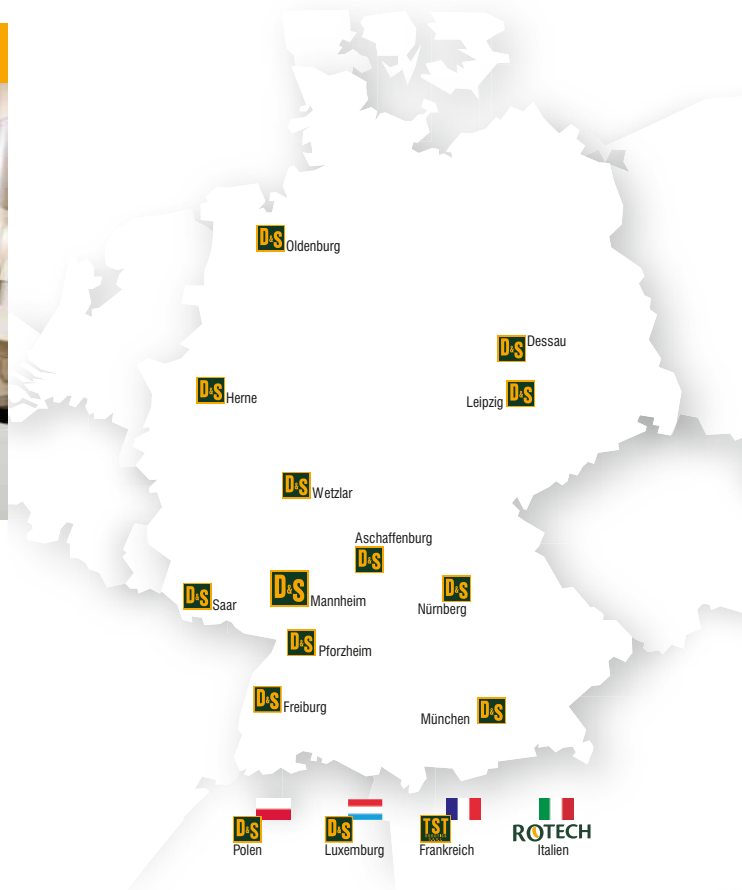 D&S
Oldenburg
D&S
Dessau
D&S
Herne
Leipzig
D&S
D&S
Wetzlar
Aschaffenburg
D&S
D&S
Saar
D&S
Mannheim
D&S
Nürnberg
D&S
Pforzheim
D&S
Freiburg
München
D&S
D&S
Polen
D&S
Luxemburg
TST
Frankreich
ROTECH
Italien